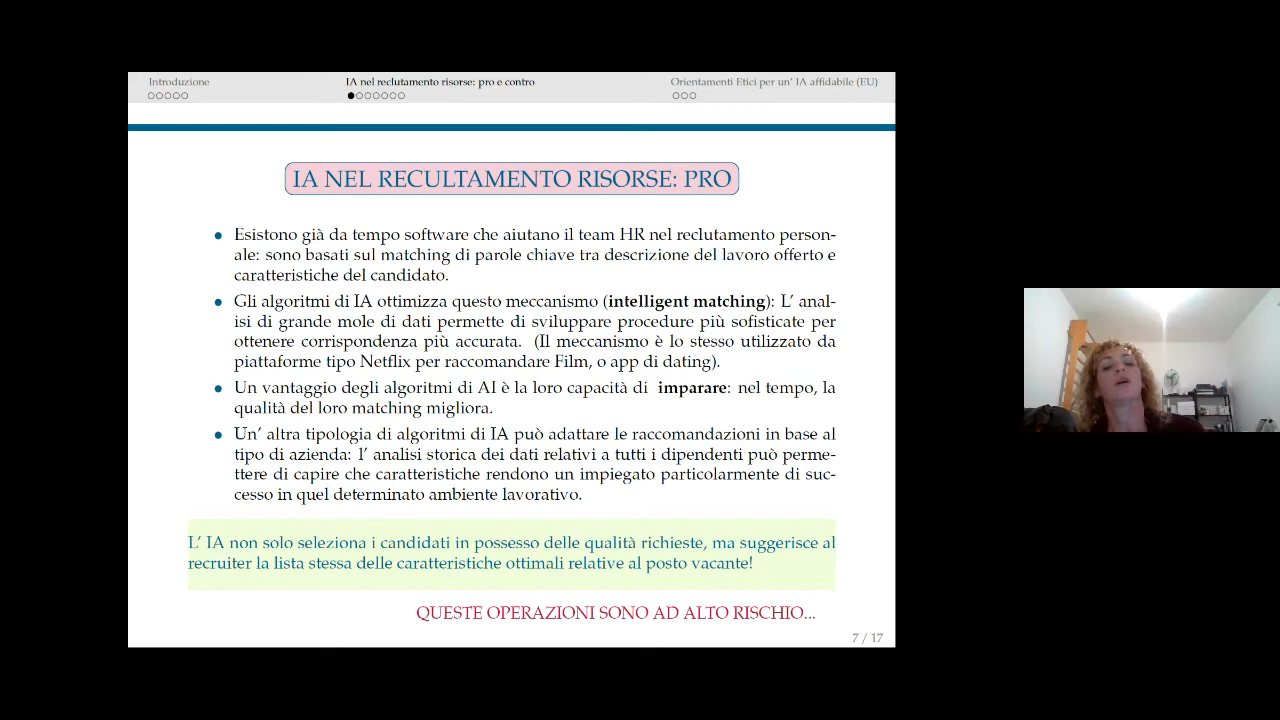 Introduzione
IA nel reclutamento risorse: pro e contro
Orientamenti Etici per un' IA affidabile (EU)
IA NEL RECULTAMENTO RISORSE: PRO
Esistono già da tempo software che aiutano il team HR nel reclutamento person-
ale: sono basati sul matching di parole chiave tra descrizione del lavoro offerto e
caratteristiche del candidato.
Gli algoritmi di IA ottimizza questo meccanismo (intelligent matching): L' anal-
isi di grande mole di dati permette di sviluppare procedure più sofisticate per
ottenere corrispondenza più accurata. (Il meccanismo è lo stesso utilizzato da
piattaforme tipo Netflix per raccomandare Film, o app di dating).
Un vantaggio degli algoritmi di AI è la loro capacità di imparare: nel tempo, la
qualità del loro matching migliora.
Un' altra tipologia di algoritmi di IA può adattare le raccomandazioni in base al
tipo di azienda: l' analisi storica dei dati relativi a tutti i dipendenti può perme-
ttere di capire che caratteristiche rendono un impiegato particolarmente di suc-
cesso in quel determinato ambiente lavorativo.
L' IA non solo seleziona i candidati in possesso delle qualità richieste, ma suggerisce al
recruiter la lista stessa delle caratteristiche ottimali relative al posto vacante!
QUESTE OPERAZIONI SONO AD ALTO RISCHIO...
7 / 17